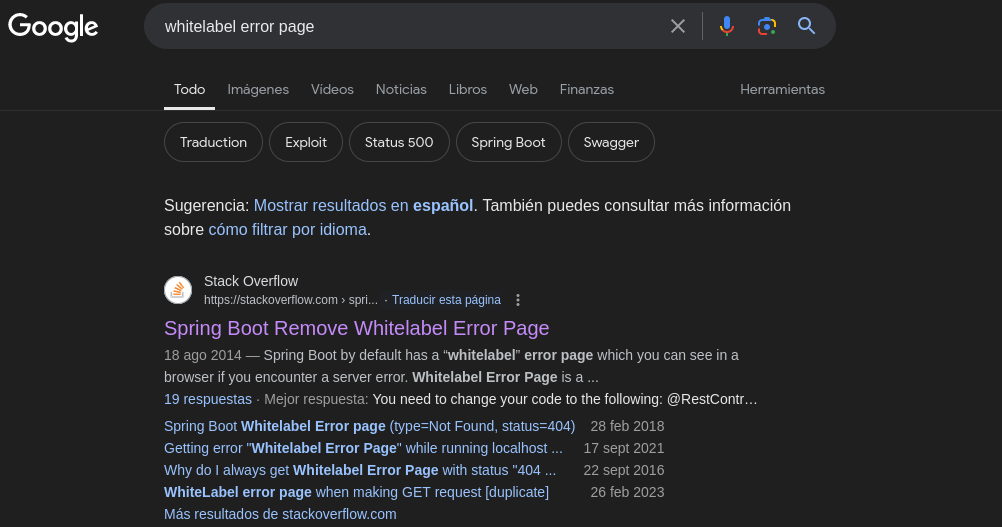 Google
whitelabel error page
Todo Imágenes Vídeos Noticias Libros Web Finanzas Herramientas
Traduction Exploit Status 500 Spring Boot Swagger
Sugerencia: Mostrar resultados en español. También puedes consultar más información
sobre cómo filtrar por idioma.
Stack Overflow
https://stackoverflow.com › spri... · Traducir esta página
Spring Boot Remove Whitelabel Error Page
18 ago 2014 — Spring Boot by default has a “whitelabel” error page which you can see in a
browser if you encounter a server error. Whitelabel Error Page is a ...
19 respuestas · Mejor respuesta: You need to change your code to the following: @RestContr…
Spring Boot Whitelabel Error page (type=Not Found, status=404) 28 feb 2018
Getting error "Whitelabel Error Page" while running localhost ... 17 sept 2021
Why do I always get Whitelabel Error Page with status "404 ... 22 sept 2016
WhiteLabel error page when making GET request [duplicate] 26 feb 2023
Más resultados de stackoverflow.com